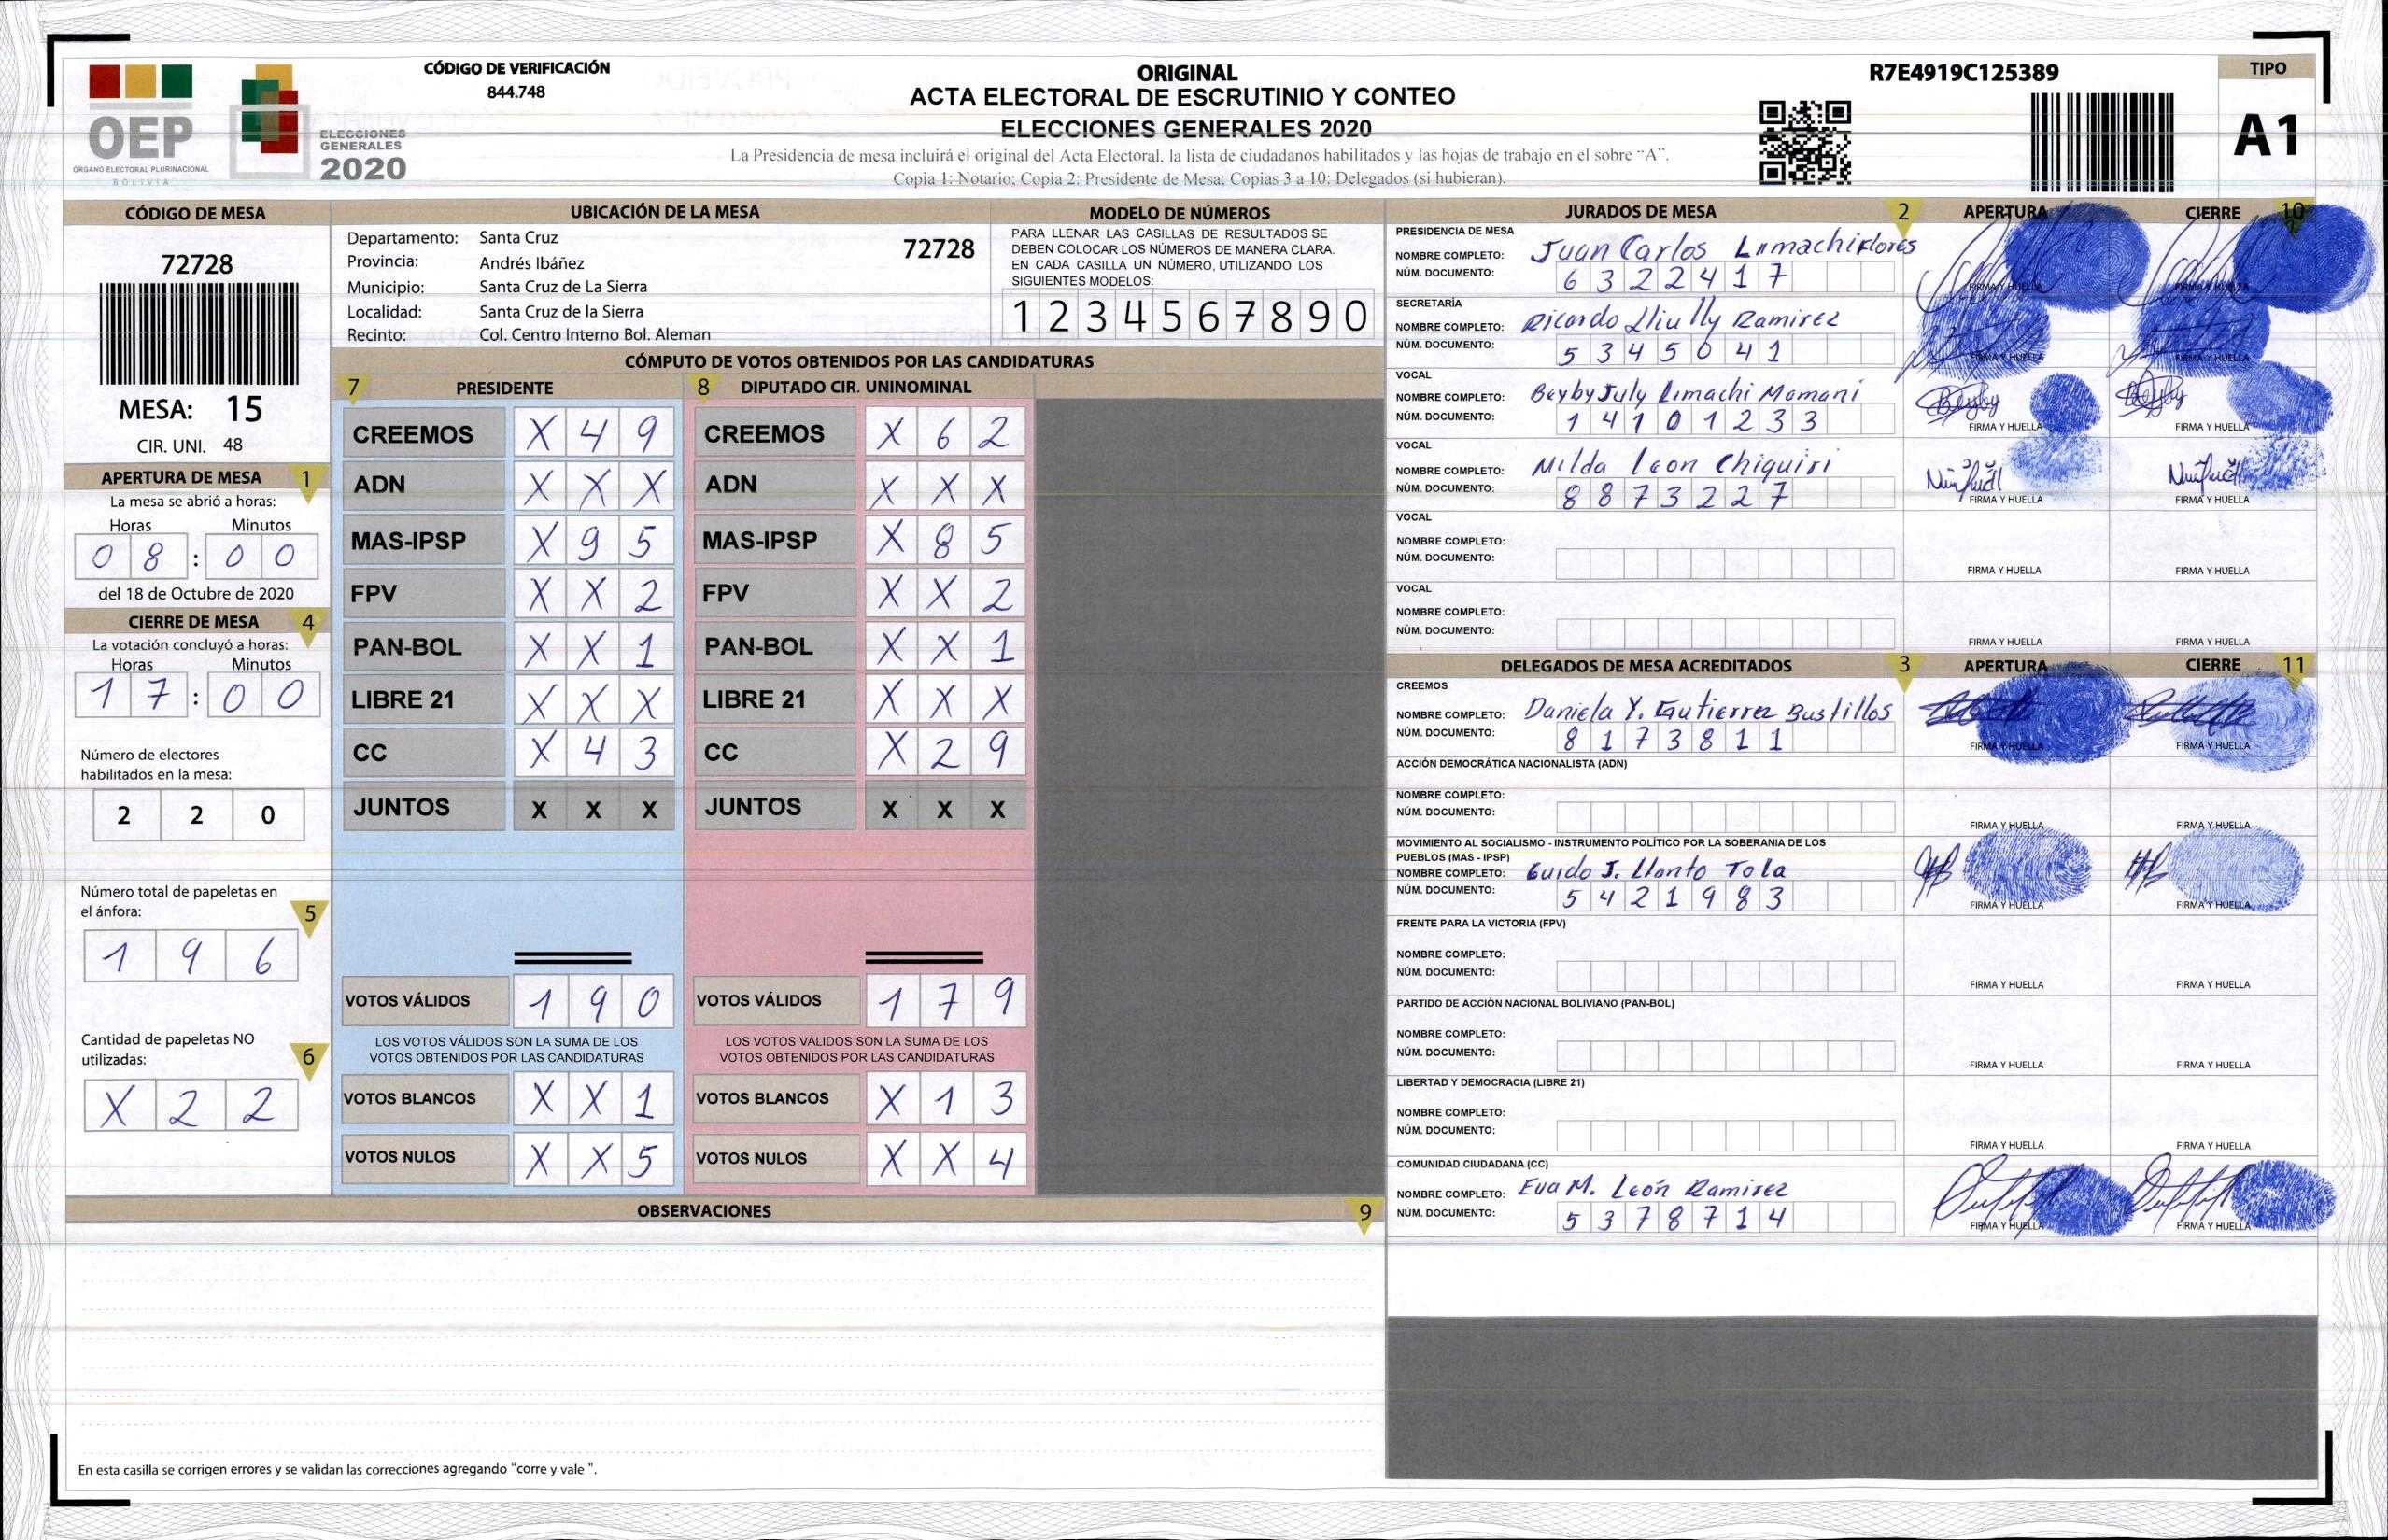 CÓDIGO DE VERIFICACIÓN
844.748
OEP
ÓRGANO ELECTORAL PLURINACIONAL
BOLIVIA
ELECCIONES
GENERALES
2020
ORIGINAL
ACTA ELECTORAL DE ESCRUTINIO Y CONTEO
ELECCIONES GENERALES 2020
La Presidencia de mesa incluirá el original del Acta Electoral, la lista de ciudadanos habilitados y las hojas de trabajo en el sobre "A".
Copia 1: Notario; Copia 2: Presidente de Mesa; Copias 3 a 10: Delegados (si hubieran).
R7E4919C125389
TIPO
A1
CÓDIGO DE MESA
72728
MESA: 15
CIR. UNI. 48
APERTURA DE MESA 1
La mesa se abrió a horas:
Horas Minutos
0 8 : 0 0
del 18 de Octubre de 2020
CIERRE DE MESA 4
La votación concluyó a horas:
Horas Minutos
1 7 : 0 0
Número de electores
habilitados en la mesa:
2 2 0
Número total de papeletas en
el ánfora: 5
1 9 6
Cantidad de papeletas NO
utilizadas: 6
X 2 2
UBICACIÓN DE LA MESA
Departamento: Santa Cruz 72728
Provincia: Andrés Ibáñez
Municipio: Santa Cruz de La Sierra
Localidad: Santa Cruz de la Sierra
Recinto: Col. Centro Interno Bol. Aleman
MODELO DE NÚMEROS
PARA LLENAR LAS CASILLAS DE RESULTADOS SE
DEBEN COLOCAR LOS NÚMEROS DE MANERA CLARA.
EN CADA CASILLA UN NÚMERO, UTILIZANDO LOS
SIGUIENTES MODELOS:
1 2 3 4 5 6 7 8 9 0
CÓMPUTO DE VOTOS OBTENIDOS POR LAS CANDIDATURAS
7 PRESIDENTE 8 DIPUTADO CIR. UNINOMINAL
CREEMOS X 4 9 CREEMOS X 6 2
ADN X X X ADN X X X
MAS-IPSP X 9 5 MAS-IPSP X 8 5
FPV X X 2 FPV X X 2
PAN-BOL X X 1 PAN-BOL X X 1
LIBRE 21 X X X LIBRE 21 X X X
CC X 4 3 CC X 2 9
JUNTOS X X X JUNTOS X X X
VOTOS VÁLIDOS 1 9 0 VOTOS VÁLIDOS 1 7 9
LOS VOTOS VÁLIDOS SON LA SUMA DE LOS LOS VOTOS VÁLIDOS SON LA SUMA DE LOS
VOTOS OBTENIDOS POR LAS CANDIDATURAS VOTOS OBTENIDOS POR LAS CANDIDATURAS
VOTOS BLANCOS X X 1 VOTOS BLANCOS X 1 3
VOTOS NULOS X X 5 VOTOS NULOS X X 4
OBSERVACIONES 9
En esta casilla se corrigen errores y se validan las correcciones agregando "corre y vale ".
JURADOS DE MESA 2 APERTURA CIERRE 10
PRESIDENCIA DE MESA
NOMBRE COMPLETO: Juan Carlos Limachi Flores
NÚM. DOCUMENTO: 6 3 2 2 4 1 7
FIRMA Y HUELLA FIRMA Y HUELLA
SECRETARÍA
NOMBRE COMPLETO: Ricardo Ramirez
NÚM. DOCUMENTO: 5 3 4 5 0 4 1
FIRMA Y HUELLA FIRMA Y HUELLA
VOCAL
NOMBRE COMPLETO: Beyby July Limachi Mamani
NÚM. DOCUMENTO: 1 4 1 0 1 2 3 3
FIRMA Y HUELLA FIRMA Y HUELLA
VOCAL
NOMBRE COMPLETO: Milda Leon Chiquiri
NÚM. DOCUMENTO: 8 8 7 3 2 2 7
FIRMA Y HUELLA FIRMA Y HUELLA
VOCAL
NOMBRE COMPLETO:
NÚM. DOCUMENTO:
FIRMA Y HUELLA FIRMA Y HUELLA
VOCAL
NOMBRE COMPLETO:
NÚM. DOCUMENTO:
FIRMA Y HUELLA FIRMA Y HUELLA
DELEGADOS DE MESA ACREDITADOS 3 APERTURA CIERRE 11
CREEMOS
NOMBRE COMPLETO: Daniela Y. Gutierrez Bustillos
NÚM. DOCUMENTO: 8 1 7 3 8 1 1
FIRMA Y HUELLA FIRMA Y HUELLA
ACCIÓN DEMOCRÁTICA NACIONALISTA (ADN)
NOMBRE COMPLETO:
NÚM. DOCUMENTO:
FIRMA Y HUELLA FIRMA Y HUELLA
MOVIMIENTO AL SOCIALISMO - INSTRUMENTO POLÍTICO POR LA SOBERANIA DE LOS
PUEBLOS (MAS - IPSP)
NOMBRE COMPLETO: Guido J. Llanto Tola
NÚM. DOCUMENTO: 5 4 2 1 9 8 3
FIRMA Y HUELLA FIRMA Y HUELLA
FRENTE PARA LA VICTORIA (FPV)
NOMBRE COMPLETO:
NÚM. DOCUMENTO:
FIRMA Y HUELLA FIRMA Y HUELLA
PARTIDO DE ACCIÓN NACIONAL BOLIVIANO (PAN-BOL)
NOMBRE COMPLETO:
NÚM. DOCUMENTO:
FIRMA Y HUELLA FIRMA Y HUELLA
LIBERTAD Y DEMOCRACIA (LIBRE 21)
NOMBRE COMPLETO:
NÚM. DOCUMENTO:
FIRMA Y HUELLA FIRMA Y HUELLA
COMUNIDAD CIUDADANA (CC)
NOMBRE COMPLETO: Eva M. León Ramirez
NÚM. DOCUMENTO: 5 3 7 8 7 1 4
FIRMA Y HUELLA FIRMA Y HUELLA